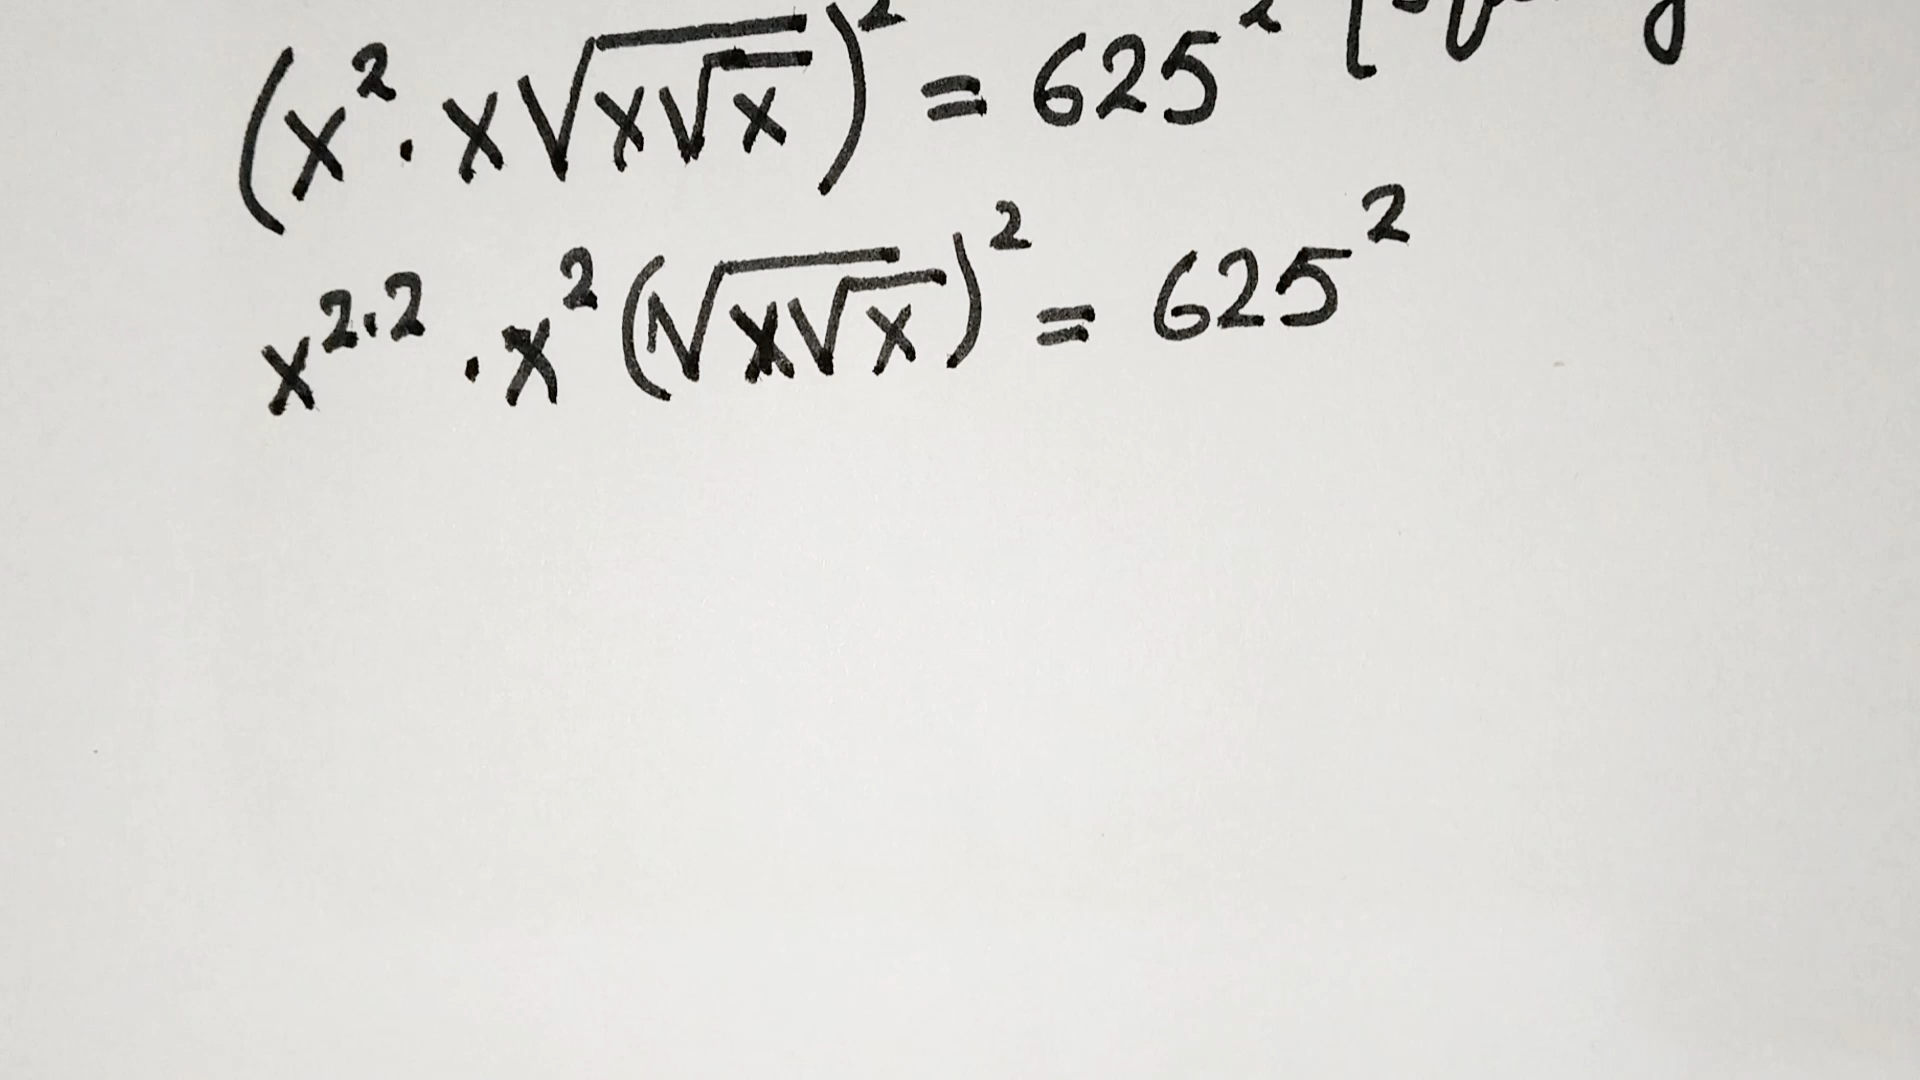 (x²·x√(x√x))² = 625² [
x^{2·2}·x²(√(x√x))² = 625²